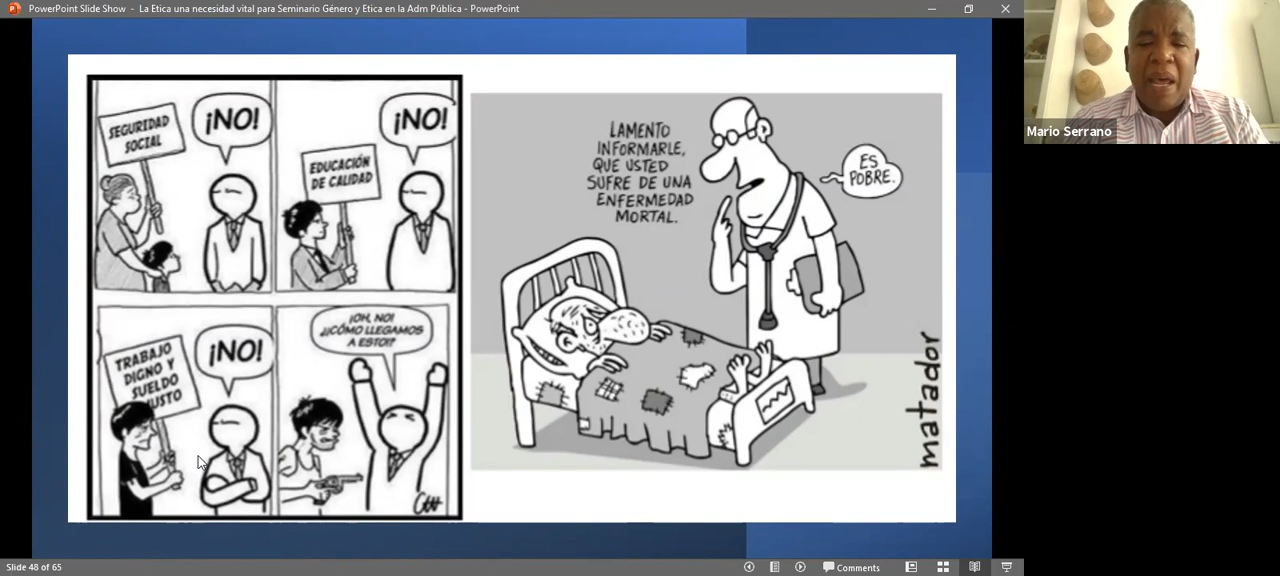 PowerPoint Slide Show - La Etica una necesidad vital para Seminario Género y Etica en la Adm Pública - PowerPoint
Mario Serrano
SEGURIDAD
SOCIAL
¡NO!
EDUCACIÓN
DE CALIDAD
¡NO!
TRABAJO
DIGNO Y
SUELDO
USTO
¡NO!
¡OH, NO!
¿¡CÓMO LLEGAMOS
A ESTO!?
LAMENTO
INFORMARLE,
QUE USTED
SUFRE DE UNA
ENFERMEDAD
MORTAL.
ES
POBRE.
matador
Slide 48 of 65
Comments